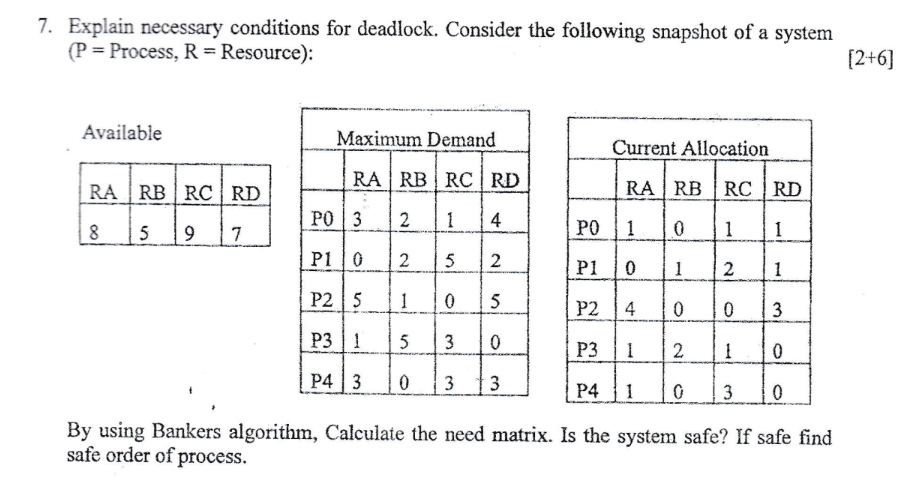 7. Explain necessary conditions for deadlock. Consider the following snapshot of a system
(P = Process, R = Resource):
[2+6]
Available
RA RB RC RD
8 5 9 7
Maximum Demand
RA RB RC RD
P0 3 2 1 4
P1 0 2 5 2
P2 5 1 0 5
P3 1 5 3 0
P4 3 0 3 3
Current Allocation
RA RB RC RD
P0 1 0 1 1
P1 0 1 2 1
P2 4 0 0 3
P3 1 2 1 0
P4 1 0 3 0
By using Bankers algorithm, Calculate the need matrix. Is the system safe? If safe find
safe order of process.